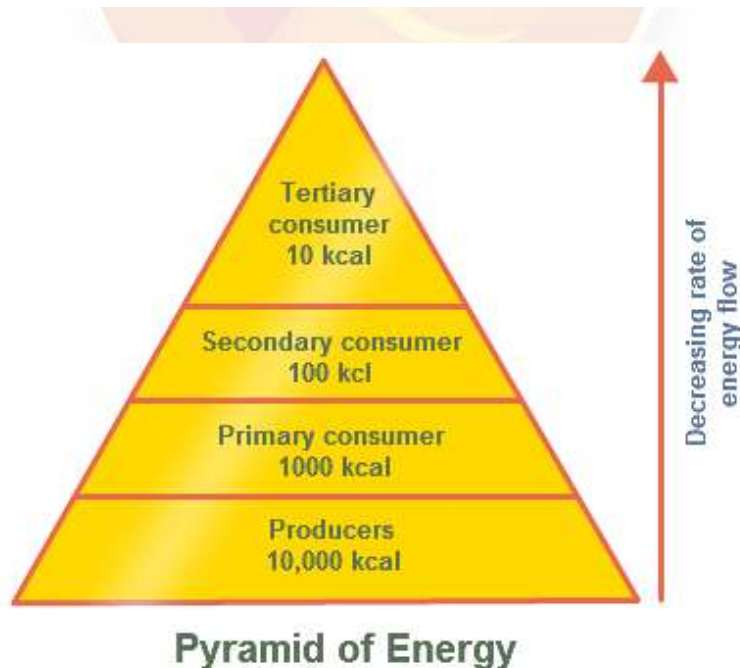 Tertiary
consumer
10 kcal
Secondary consumer
100 kcl
Primary consumer
1000 kcal
Producers
10,000 kcal
Decreasing rate of
energy flow
Pyramid of Energy